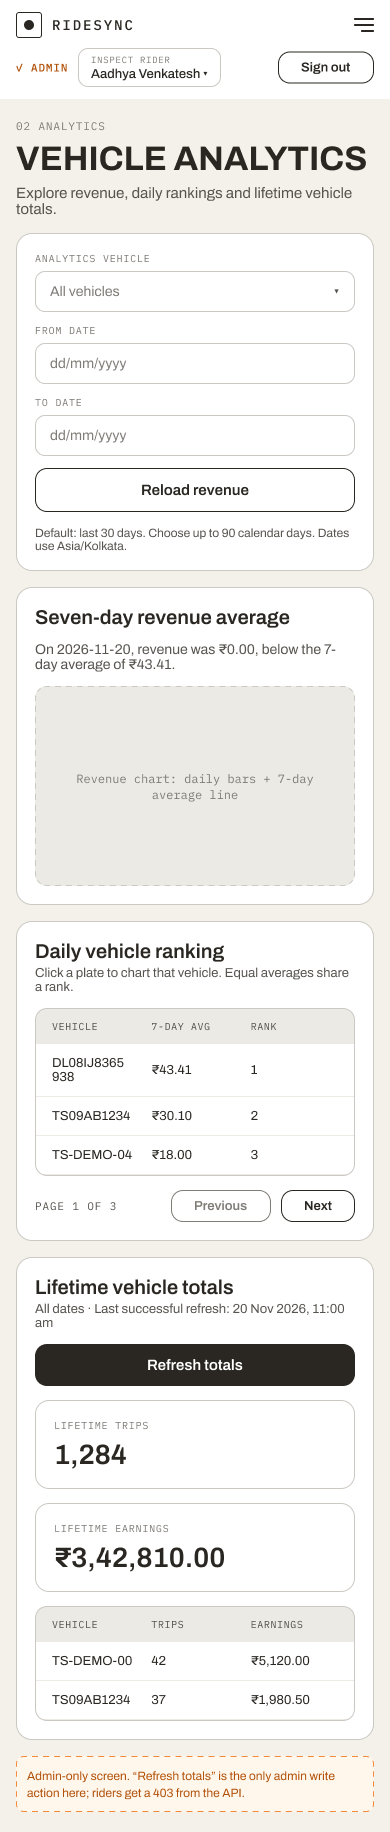 RIDESYNC
✓ ADMIN
INSPECT RIDER
Aadhya Venkatesh ▾
Sign out
02 ANALYTICS
VEHICLE ANALYTICS
Explore revenue, daily rankings and lifetime vehicle
totals.
ANALYTICS VEHICLE
All vehicles ▾
FROM DATE
dd/mm/yyyy
TO DATE
dd/mm/yyyy
Reload revenue
Default: last 30 days. Choose up to 90 calendar days. Dates
use Asia/Kolkata.
Seven-day revenue average
On 2026-11-20, revenue was ₹0.00, below the 7-
day average of ₹43.41.
Revenue chart: daily bars + 7-day
average line
Daily vehicle ranking
Click a plate to chart that vehicle. Equal averages share
a rank.
VEHICLE 7-DAY AVG RANK
DL08IJ8365
938 ₹43.41 1
TS09AB1234 ₹30.10 2
TS-DEMO-04 ₹18.00 3
PAGE 1 OF 3 Previous Next
Lifetime vehicle totals
All dates · Last successful refresh: 20 Nov 2026, 11:00
am
Refresh totals
LIFETIME TRIPS
1,284
LIFETIME EARNINGS
₹3,42,810.00
VEHICLE TRIPS EARNINGS
TS-DEMO-00 42 ₹5,120.00
TS09AB1234 37 ₹1,980.50
Admin-only screen. “Refresh totals” is the only admin write
action here; riders get a 403 from the API.